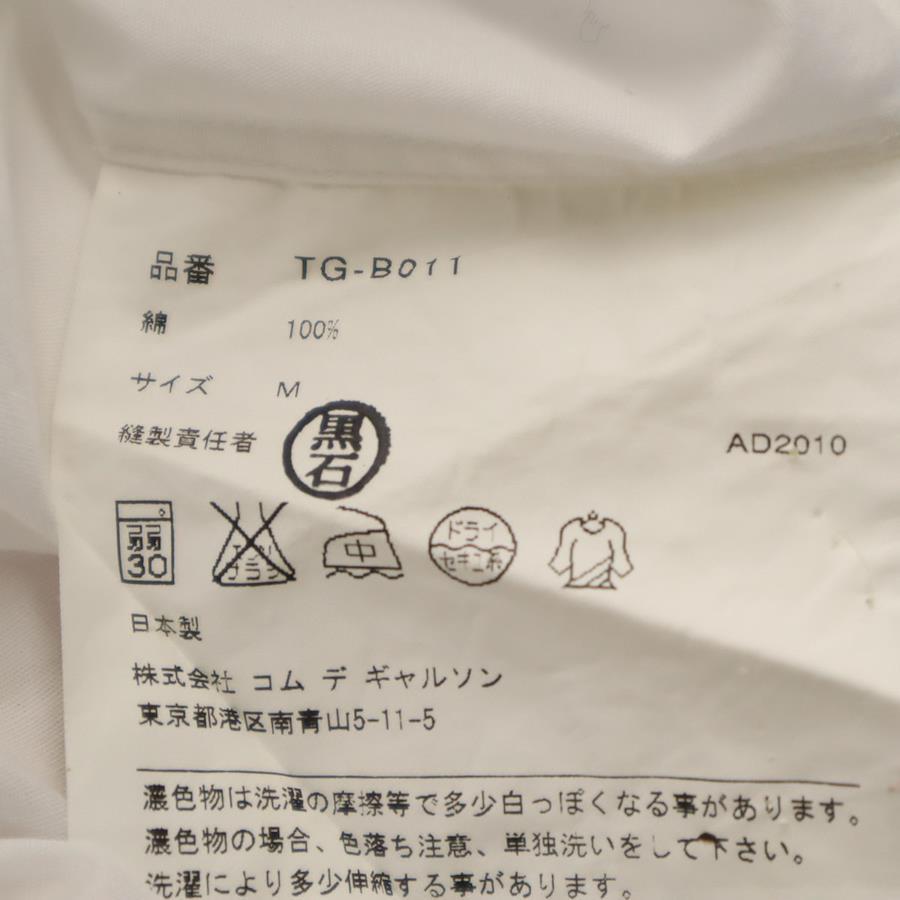 品番 TG-B011
綿 100%
サイズ M
縫製責任者 黒石 AD2010
弱 30 エンソ サラシ 中 ドライ セキユ系
日本製
株式会社 コム デ ギャルソン
東京都港区南青山5-11-5
濃色物は洗濯の摩擦等で多少白っぽくなる事があります。
濃色物の場合、色落ち注意、単独洗いをして下さい。
洗濯により多少伸縮する事があります。